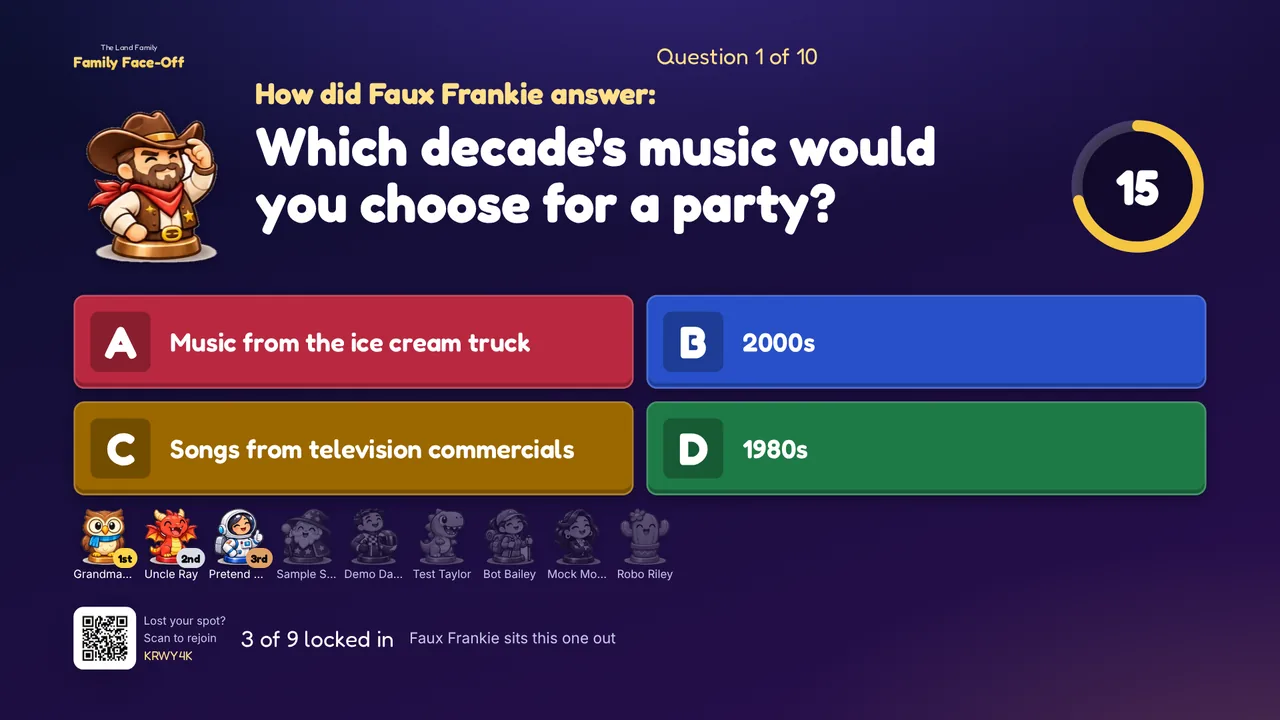 The Land Family
Family Face-Off
Question 1 of 10
How did Faux Frankie answer:
Which decade's music would
you choose for a party?
15
A Music from the ice cream truck
B 2000s
C Songs from television commercials
D 1980s
1st
2nd
3rd
Grandma...
Uncle Ray
Pretend ...
Sample S...
Demo Da...
Test Taylor
Bot Bailey
Mock Mo...
Robo Riley
Lost your spot?
Scan to rejoin
KRWY4K
3 of 9 locked in
Faux Frankie sits this one out